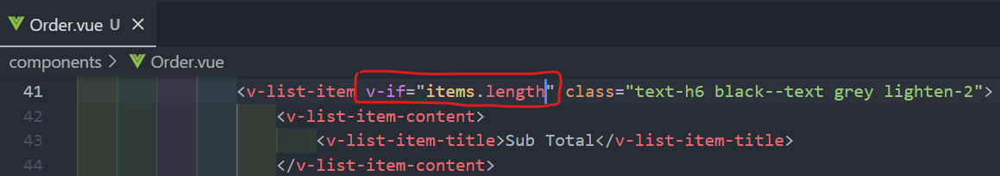 Order.vue U ×
components > Order.vue
41 <v-list-item v-if="items.length" class="text-h6 black--text grey lighten-2">
42 <v-list-item-content>
43 <v-list-item-title>Sub Total</v-list-item-title>
44 </v-list-item-content>